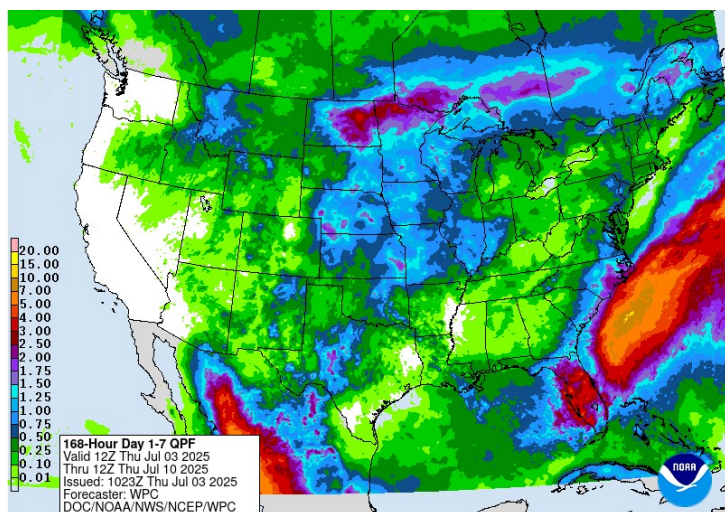 20.00
15.00
10.00
7.00
5.00
4.00
3.00
2.50
2.00
1.75
1.50
1.25
1.00
0.75
0.50
0.25
0.10
0.01
168-Hour Day 1-7 QPF
Valid 12Z Thu Jul 03 2025
Thru 12Z Thu Jul 10 2025
Issued: 1023Z Thu Jul 03 2025
Forecaster: WPC
DOC/NOAA/NWS/NCEP/WPC
NOAA